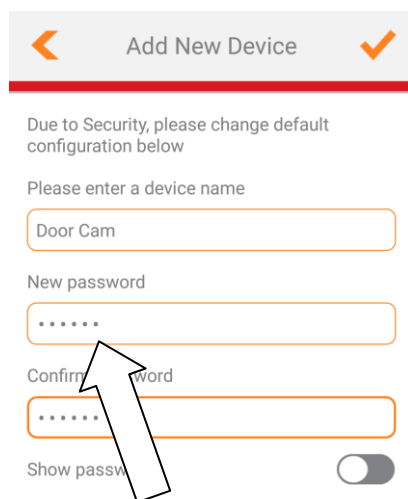 Add New Device
Due to Security, please change default
configuration below
Please enter a device name
Door Cam
New password
••••••
••••••
Show